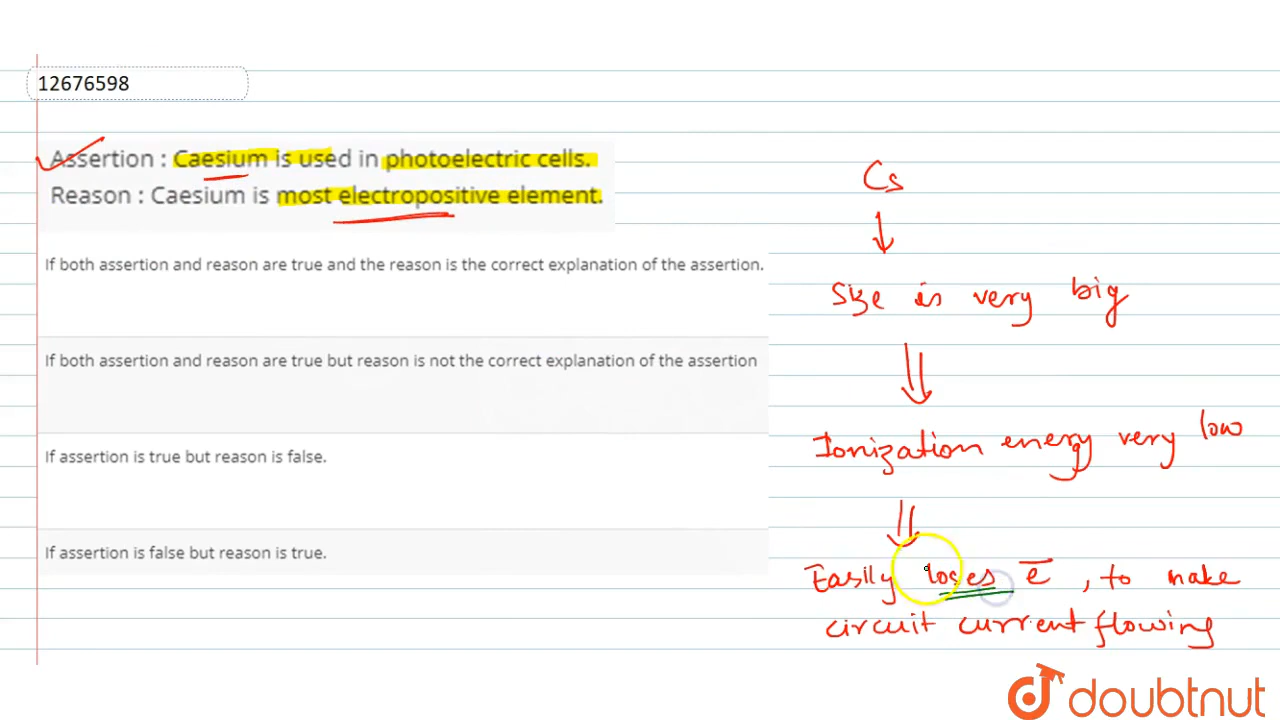 12676598
Assertion : Caesium is used in photoelectric cells.
Reason : Caesium is most electropositive element.
If both assertion and reason are true and the reason is the correct explanation of the assertion.
If both assertion and reason are true but reason is not the correct explanation of the assertion
If assertion is true but reason is false.
If assertion is false but reason is true.
Cs
Size is very big
Ionization energy very low
Easily loses e̅ , to make
circuit current flowing
doubtnut